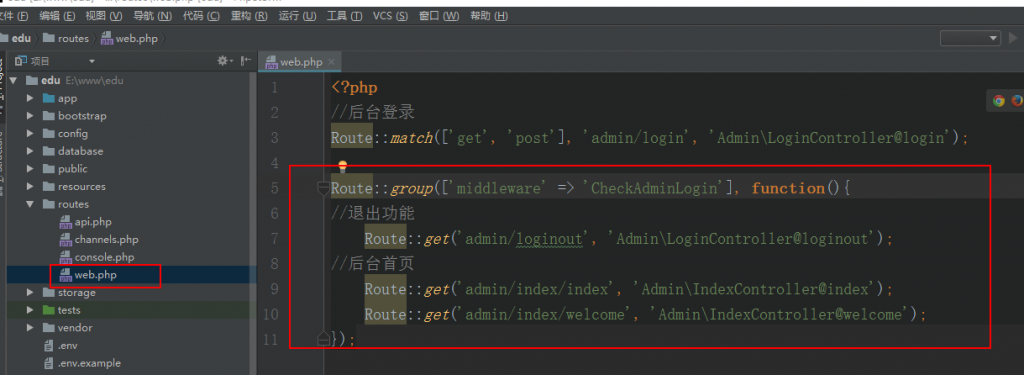 文件 (F) 编辑 (E) 视图 (V) 导航 (N) 代码 (C) 重构 (R) 运行 (U) 工具 (T) VCS (S) 窗口 (W) 帮助 (H)
edu routes web.php
项目
web.php
edu E:\www\edu
app
bootstrap
config
database
public
resources
routes
api.php
channels.php
console.php
web.php
storage
tests
vendor
.env
.env.example
1 <?php
2 //后台登录
3 Route::match(['get', 'post'], 'admin/login', 'Admin\LoginController@login');
4
5 Route::group(['middleware' => 'CheckAdminLogin'], function(){
6 //退出功能
7 Route::get('admin/loginout', 'Admin\LoginController@loginout');
8 //后台首页
9 Route::get('admin/index/index', 'Admin\IndexController@index');
10 Route::get('admin/index/welcome', 'Admin\IndexController@welcome');
11 });